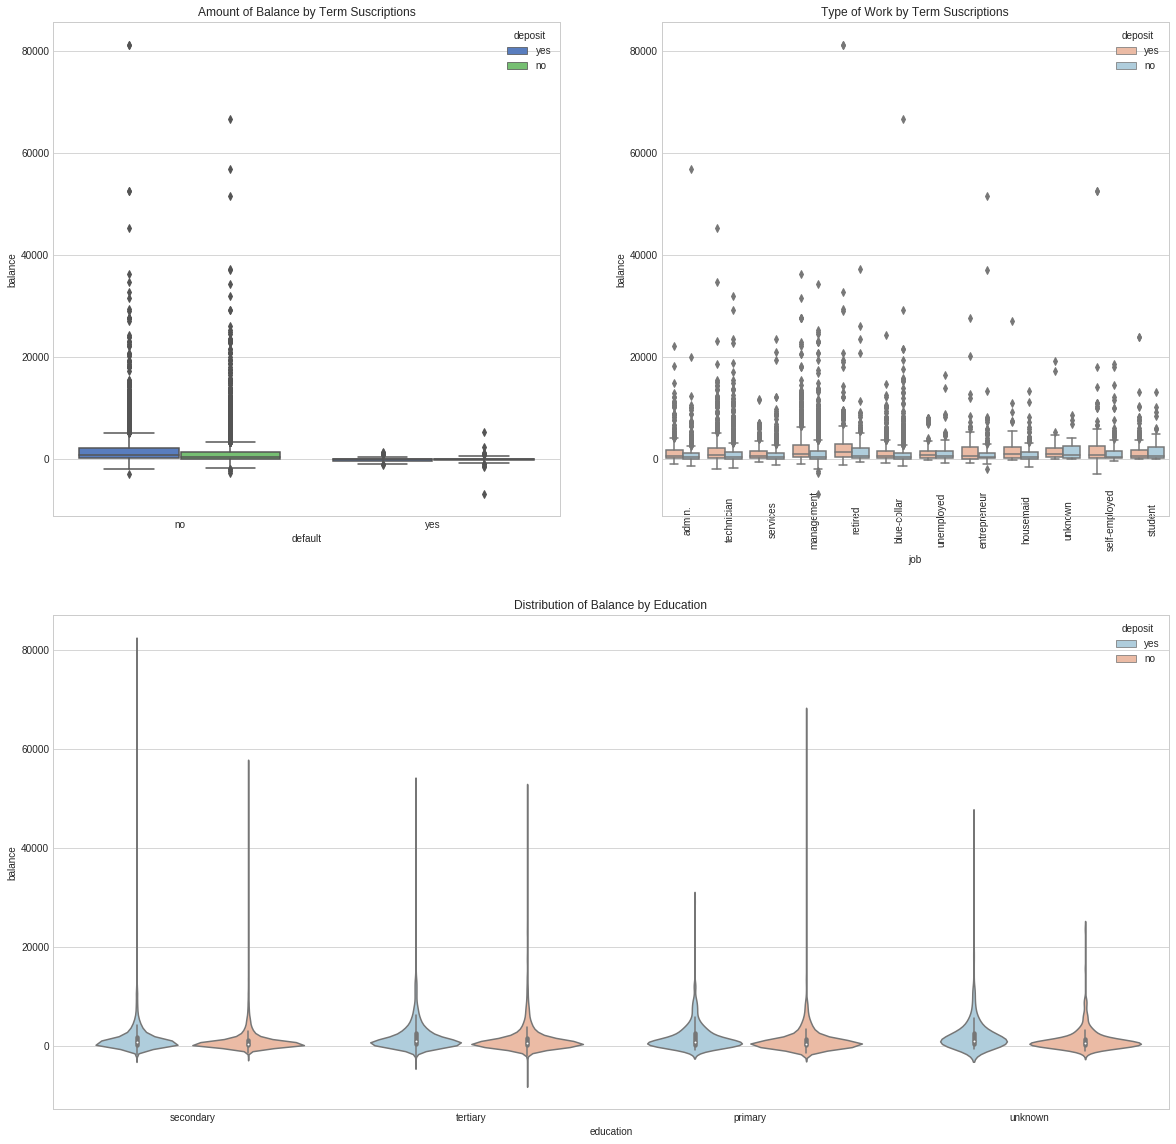 Amount of Balance by Term Suscriptions
deposit
yes
no
80000
60000
40000
20000
0
balance
no
yes
default
Type of Work by Term Suscriptions
deposit
yes
no
80000
60000
40000
20000
0
balance
admin.
technician
services
management
retired
blue-collar
unemployed
entrepreneur
housemaid
unknown
self-employed
student
job
Distribution of Balance by Education
deposit
yes
no
80000
60000
40000
20000
0
balance
secondary
tertiary
primary
unknown
education